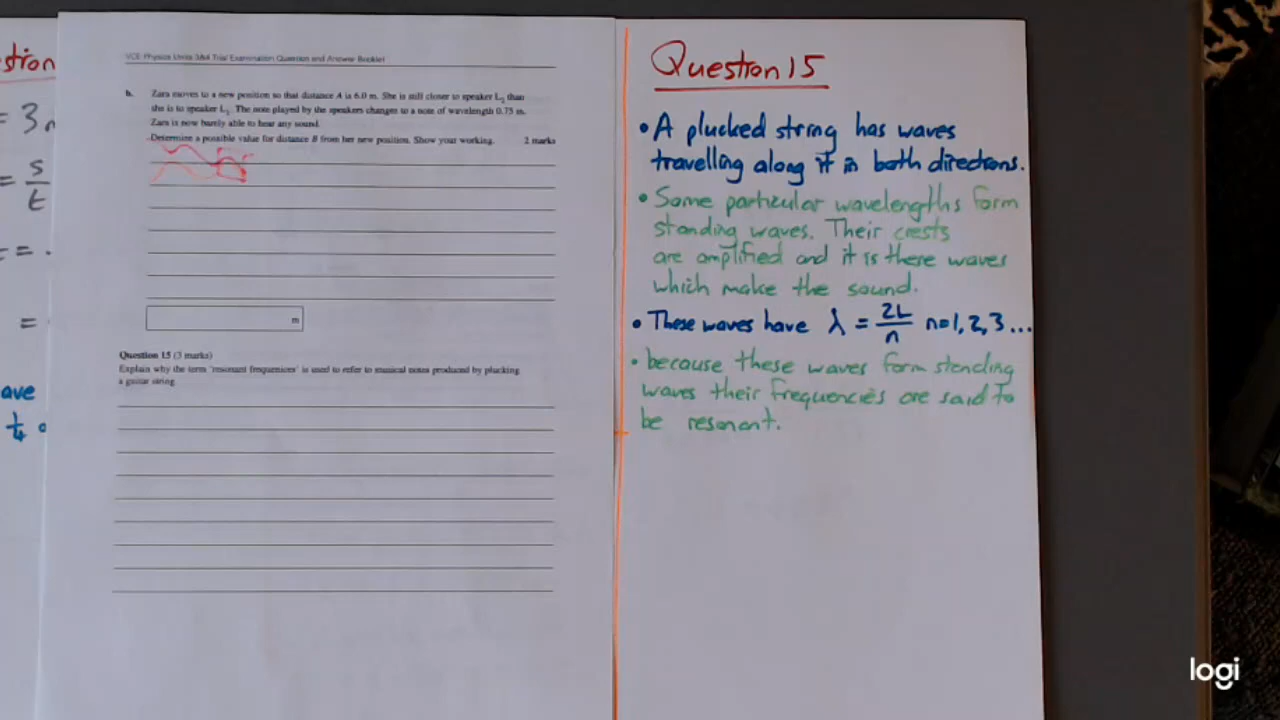 stion
= 3
= s
t
= .
=
ave
1/4
VCE Physics Units 3&4 Trial Examination Question and Answer Booklet
b. Zara moves to a new position so that distance A is 6.0 m. She is still closer to speaker L₂ than
she is to speaker L₁. The note played by the speakers changes to a note of wavelength 0.75 m.
Zara is now barely able to hear any sound.
Determine a possible value for distance B from her new position. Show your working. 2 marks
m
Question 15 (3 marks)
Explain why the term 'resonant frequencies' is used to refer to musical notes produced by plucking
a guitar string.
Question 15
• A plucked string has waves
travelling along it in both directions.
• Some particular wavelengths form
standing waves. Their crests
are amplified and it is these waves
which make the sound.
• These waves have λ = 2L/n n=1, 2, 3 ...
• because these waves form standing
waves their frequencies are said to
be resonant.
logi